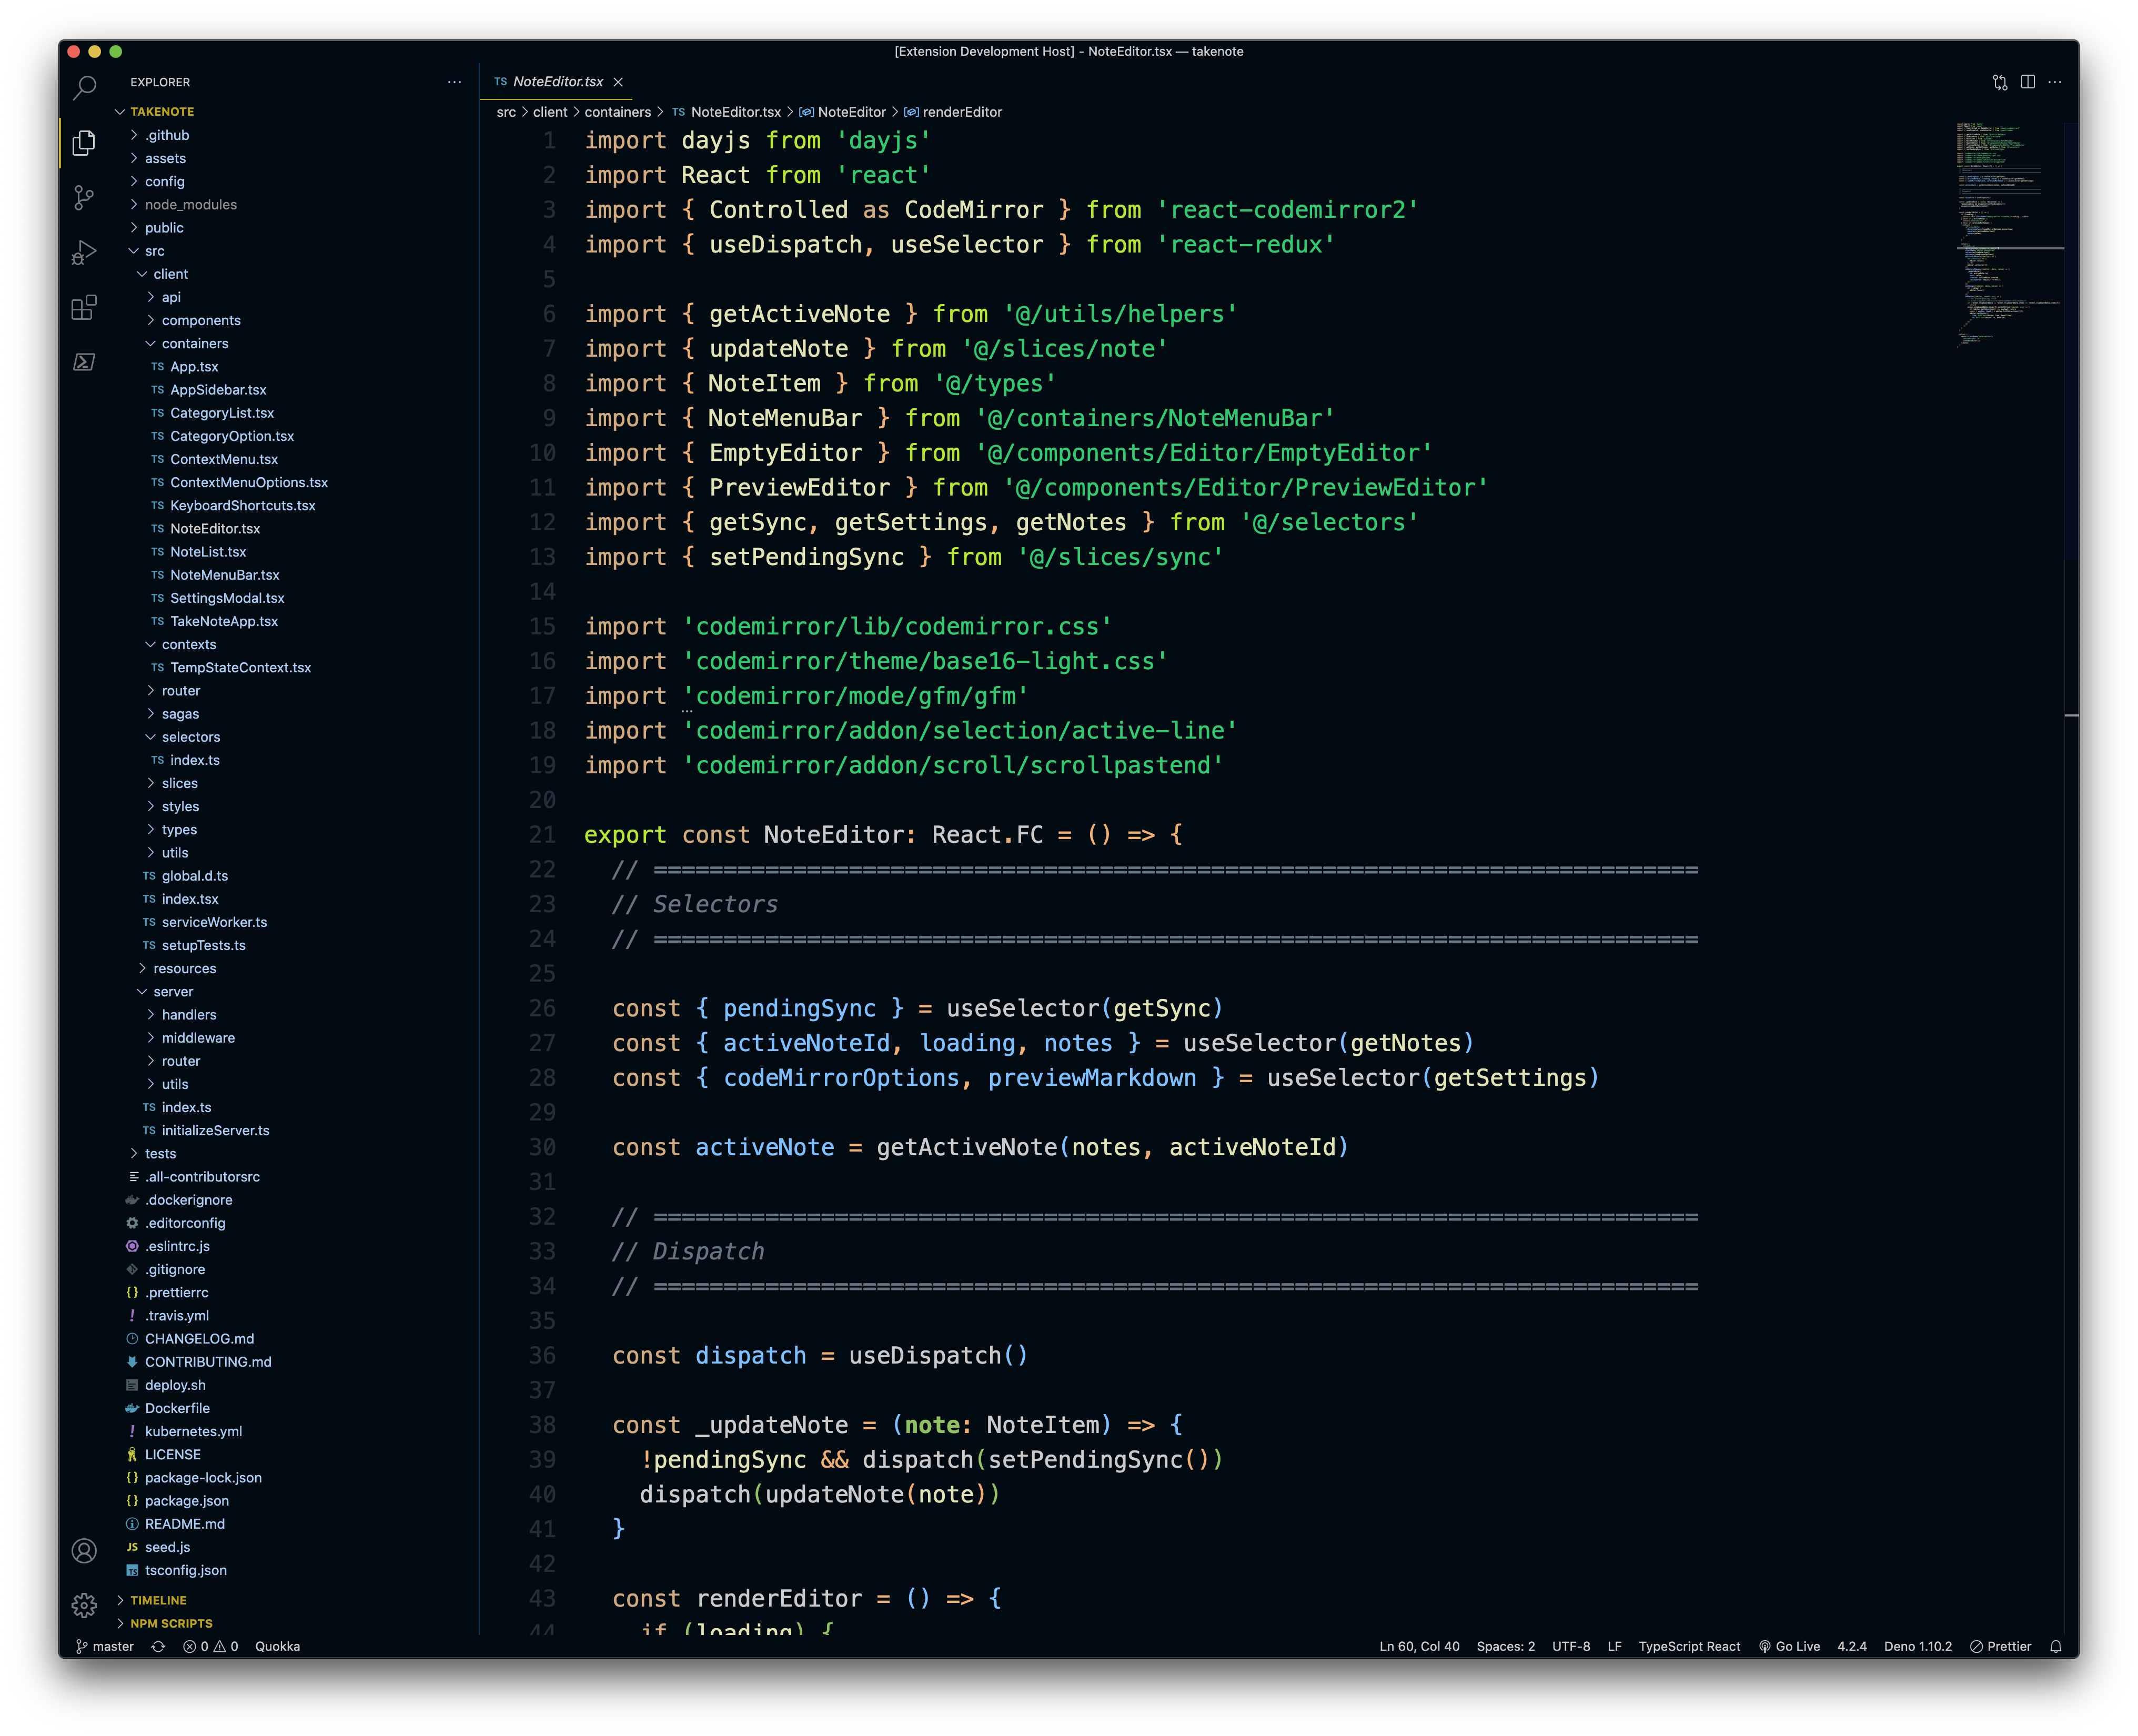 [Extension Development Host] - NoteEditor.tsx — takenote
EXPLORER
TAKENOTE
.github
assets
config
node_modules
public
src
client
api
components
containers
TS App.tsx
TS AppSidebar.tsx
TS CategoryList.tsx
TS CategoryOption.tsx
TS ContextMenu.tsx
TS ContextMenuOptions.tsx
TS KeyboardShortcuts.tsx
TS NoteEditor.tsx
TS NoteList.tsx
TS NoteMenuBar.tsx
TS SettingsModal.tsx
TS TakeNoteApp.tsx
contexts
TS TempStateContext.tsx
router
sagas
selectors
TS index.ts
slices
styles
types
utils
TS global.d.ts
TS index.tsx
TS serviceWorker.ts
TS setupTests.ts
resources
server
handlers
middleware
router
utils
TS index.ts
TS initializeServer.ts
tests
.all-contributorsrc
.dockerignore
.editorconfig
.eslintrc.js
.gitignore
{} .prettierrc
! .travis.yml
CHANGELOG.md
CONTRIBUTING.md
deploy.sh
Dockerfile
! kubernetes.yml
LICENSE
{} package-lock.json
{} package.json
README.md
JS seed.js
TS tsconfig.json
TIMELINE
NPM SCRIPTS
TS NoteEditor.tsx
src > client > containers > TS NoteEditor.tsx > NoteEditor > renderEditor
1 import dayjs from 'dayjs'
2 import React from 'react'
3 import { Controlled as CodeMirror } from 'react-codemirror2'
4 import { useDispatch, useSelector } from 'react-redux'
5
6 import { getActiveNote } from '@/utils/helpers'
7 import { updateNote } from '@/slices/note'
8 import { NoteItem } from '@/types'
9 import { NoteMenuBar } from '@/containers/NoteMenuBar'
10 import { EmptyEditor } from '@/components/Editor/EmptyEditor'
11 import { PreviewEditor } from '@/components/Editor/PreviewEditor'
12 import { getSync, getSettings, getNotes } from '@/selectors'
13 import { setPendingSync } from '@/slices/sync'
14
15 import 'codemirror/lib/codemirror.css'
16 import 'codemirror/theme/base16-light.css'
17 import 'codemirror/mode/gfm/gfm'
18 import 'codemirror/addon/selection/active-line'
19 import 'codemirror/addon/scroll/scrollpastend'
20
21 export const NoteEditor: React.FC = () => {
22 // ===========================================================================
23 // Selectors
24 // ===========================================================================
25
26 const { pendingSync } = useSelector(getSync)
27 const { activeNoteId, loading, notes } = useSelector(getNotes)
28 const { codeMirrorOptions, previewMarkdown } = useSelector(getSettings)
29
30 const activeNote = getActiveNote(notes, activeNoteId)
31
32 // ===========================================================================
33 // Dispatch
34 // ===========================================================================
35
36 const dispatch = useDispatch()
37
38 const _updateNote = (note: NoteItem) => {
39 !pendingSync && dispatch(setPendingSync())
40 dispatch(updateNote(note))
41 }
42
43 const renderEditor = () => {
44 if (loading) {
master 0 0 Quokka Ln 60, Col 40 Spaces: 2 UTF-8 LF TypeScript React Go Live 4.2.4 Deno 1.10.2 Prettier